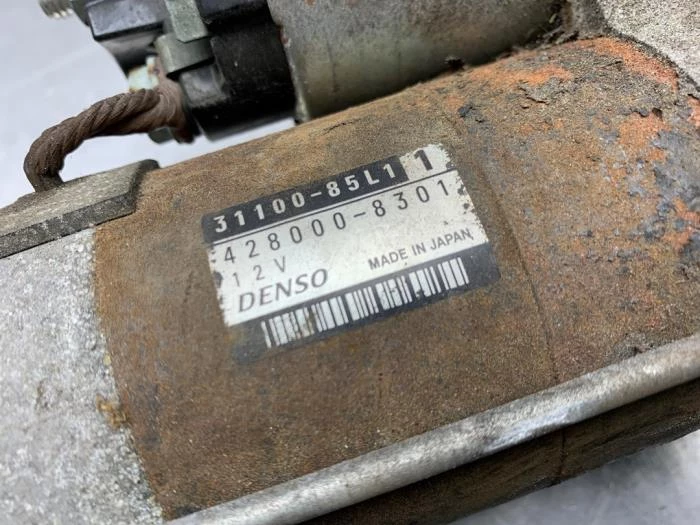 31100-85L1 1
428000-8301
12V
DENSO MADE IN JAPAN